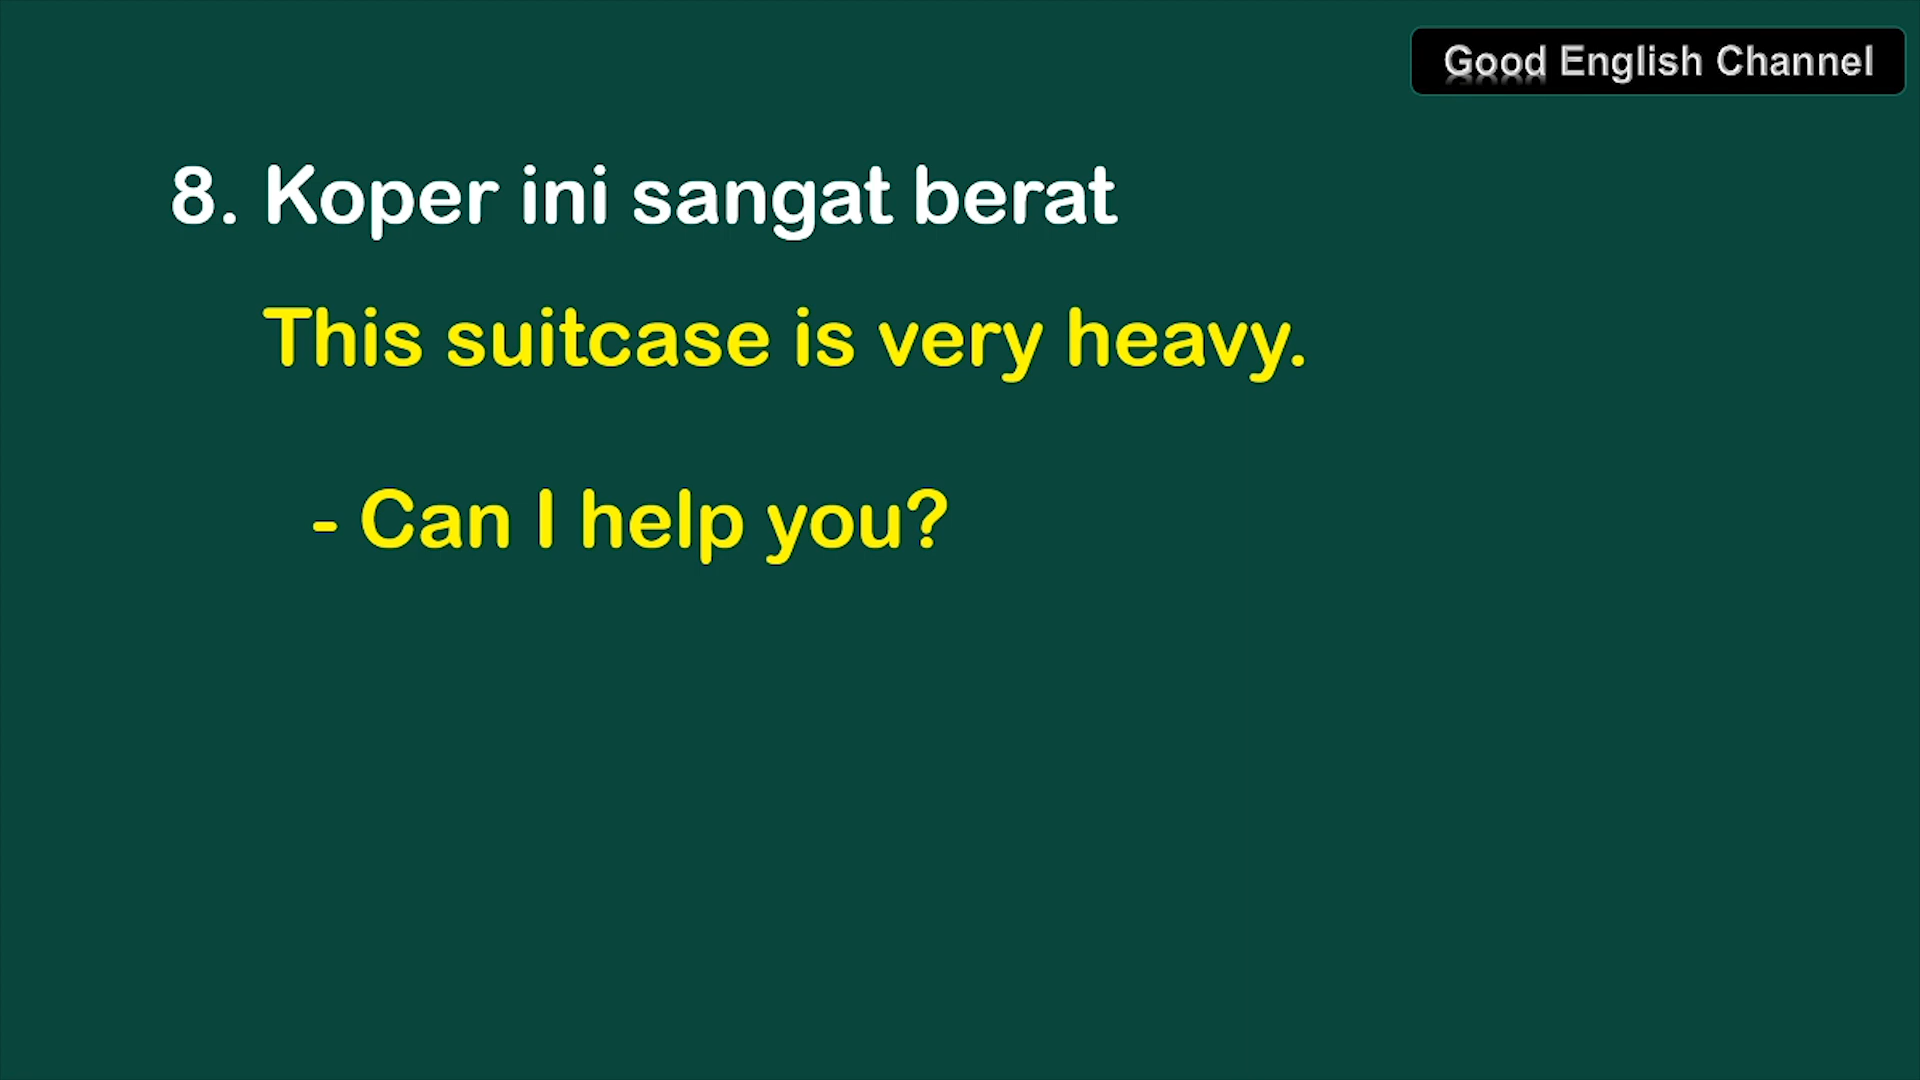 Good English Channel
8. Koper ini sangat berat
This suitcase is very heavy.
- Can I help you?